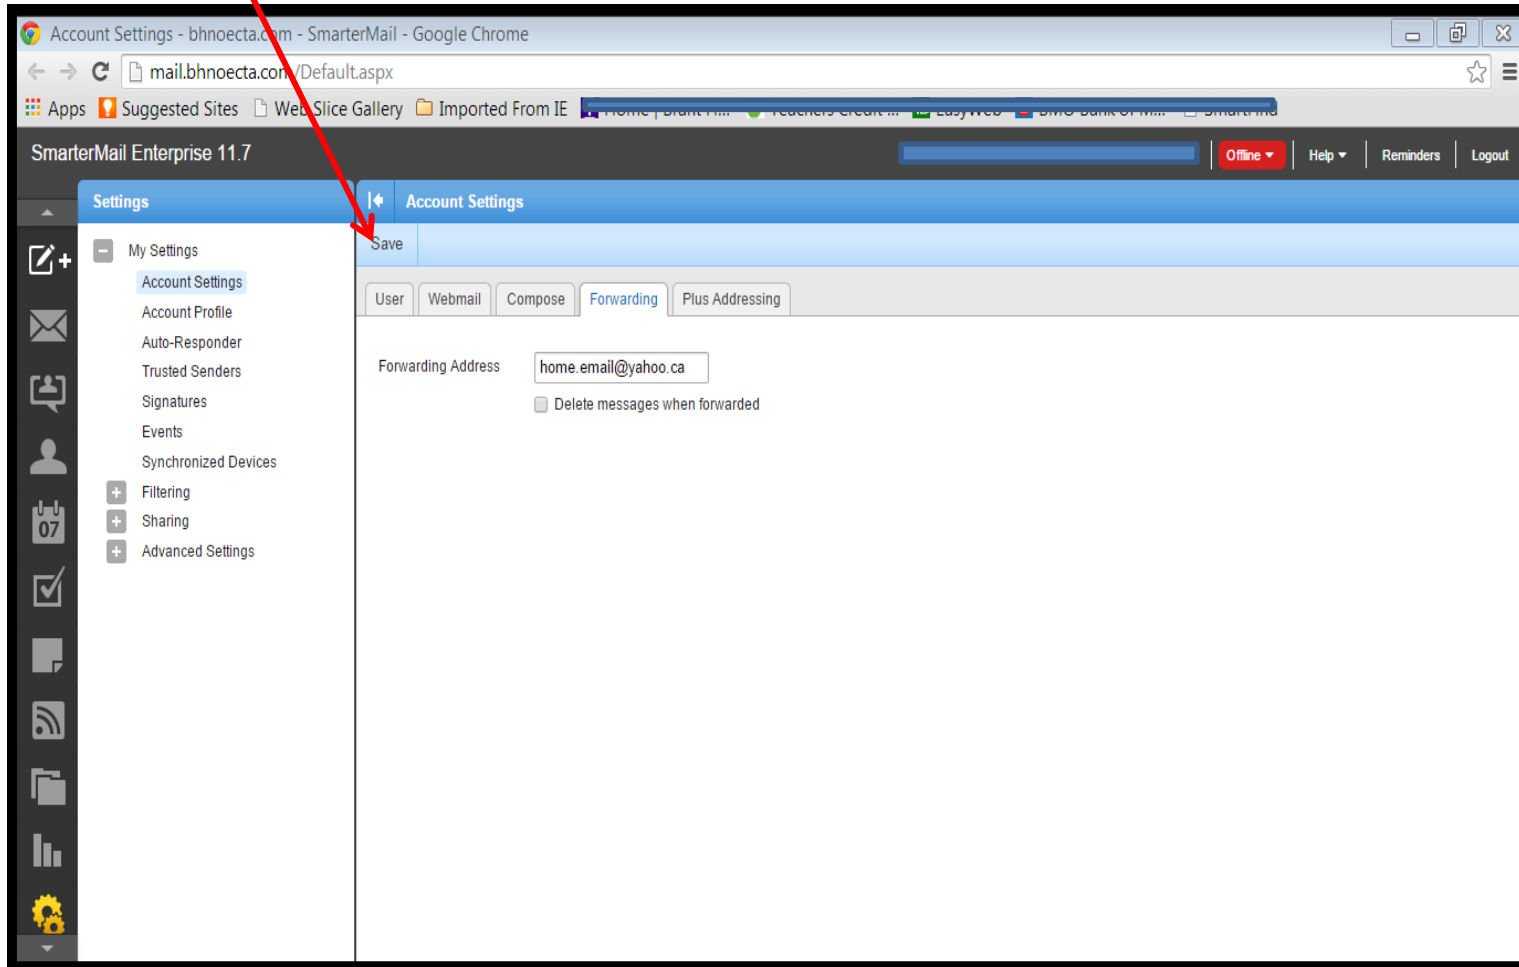 Account Settings - bhnoecta.com - SmarterMail - Google Chrome
mail.bhnoecta.com/Default.aspx
Apps Suggested Sites Web Slice Gallery Imported From IE
SmarterMail Enterprise 11.7 Offline Help Reminders Logout
Settings Account Settings
Save
My Settings
Account Settings
Account Profile
Auto-Responder
Trusted Senders
Signatures
Events
Synchronized Devices
Filtering
Sharing
Advanced Settings
07
User Webmail Compose Forwarding Plus Addressing
Forwarding Address home.email@yahoo.ca
Delete messages when forwarded